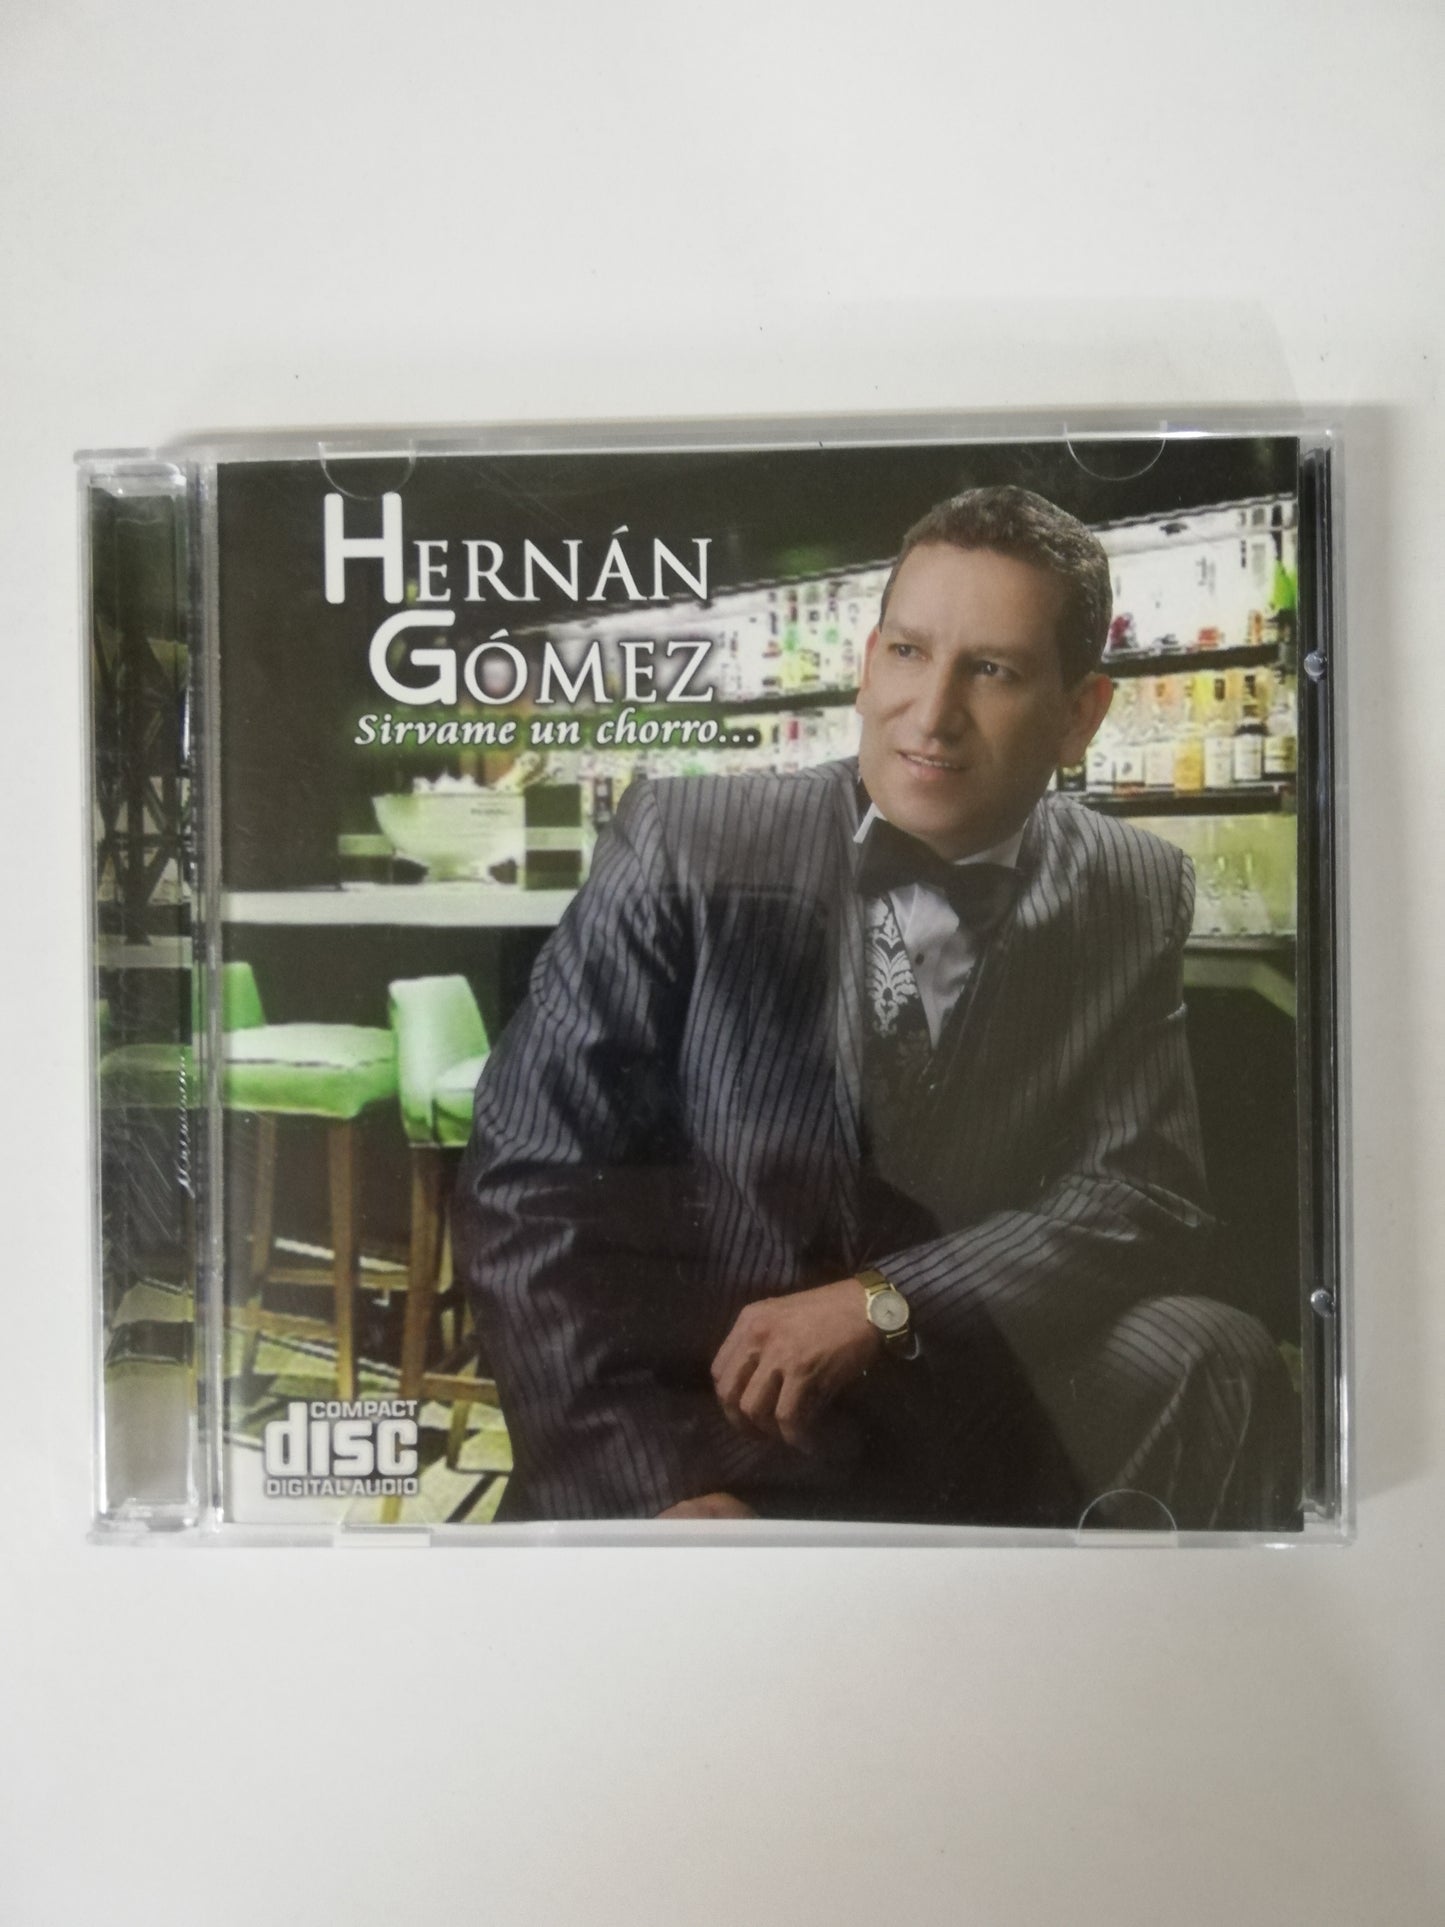 HERNÁN
GÓMEZ
Sirvame un chorro...
COMPACT
disc
DIGITAL AUDIO